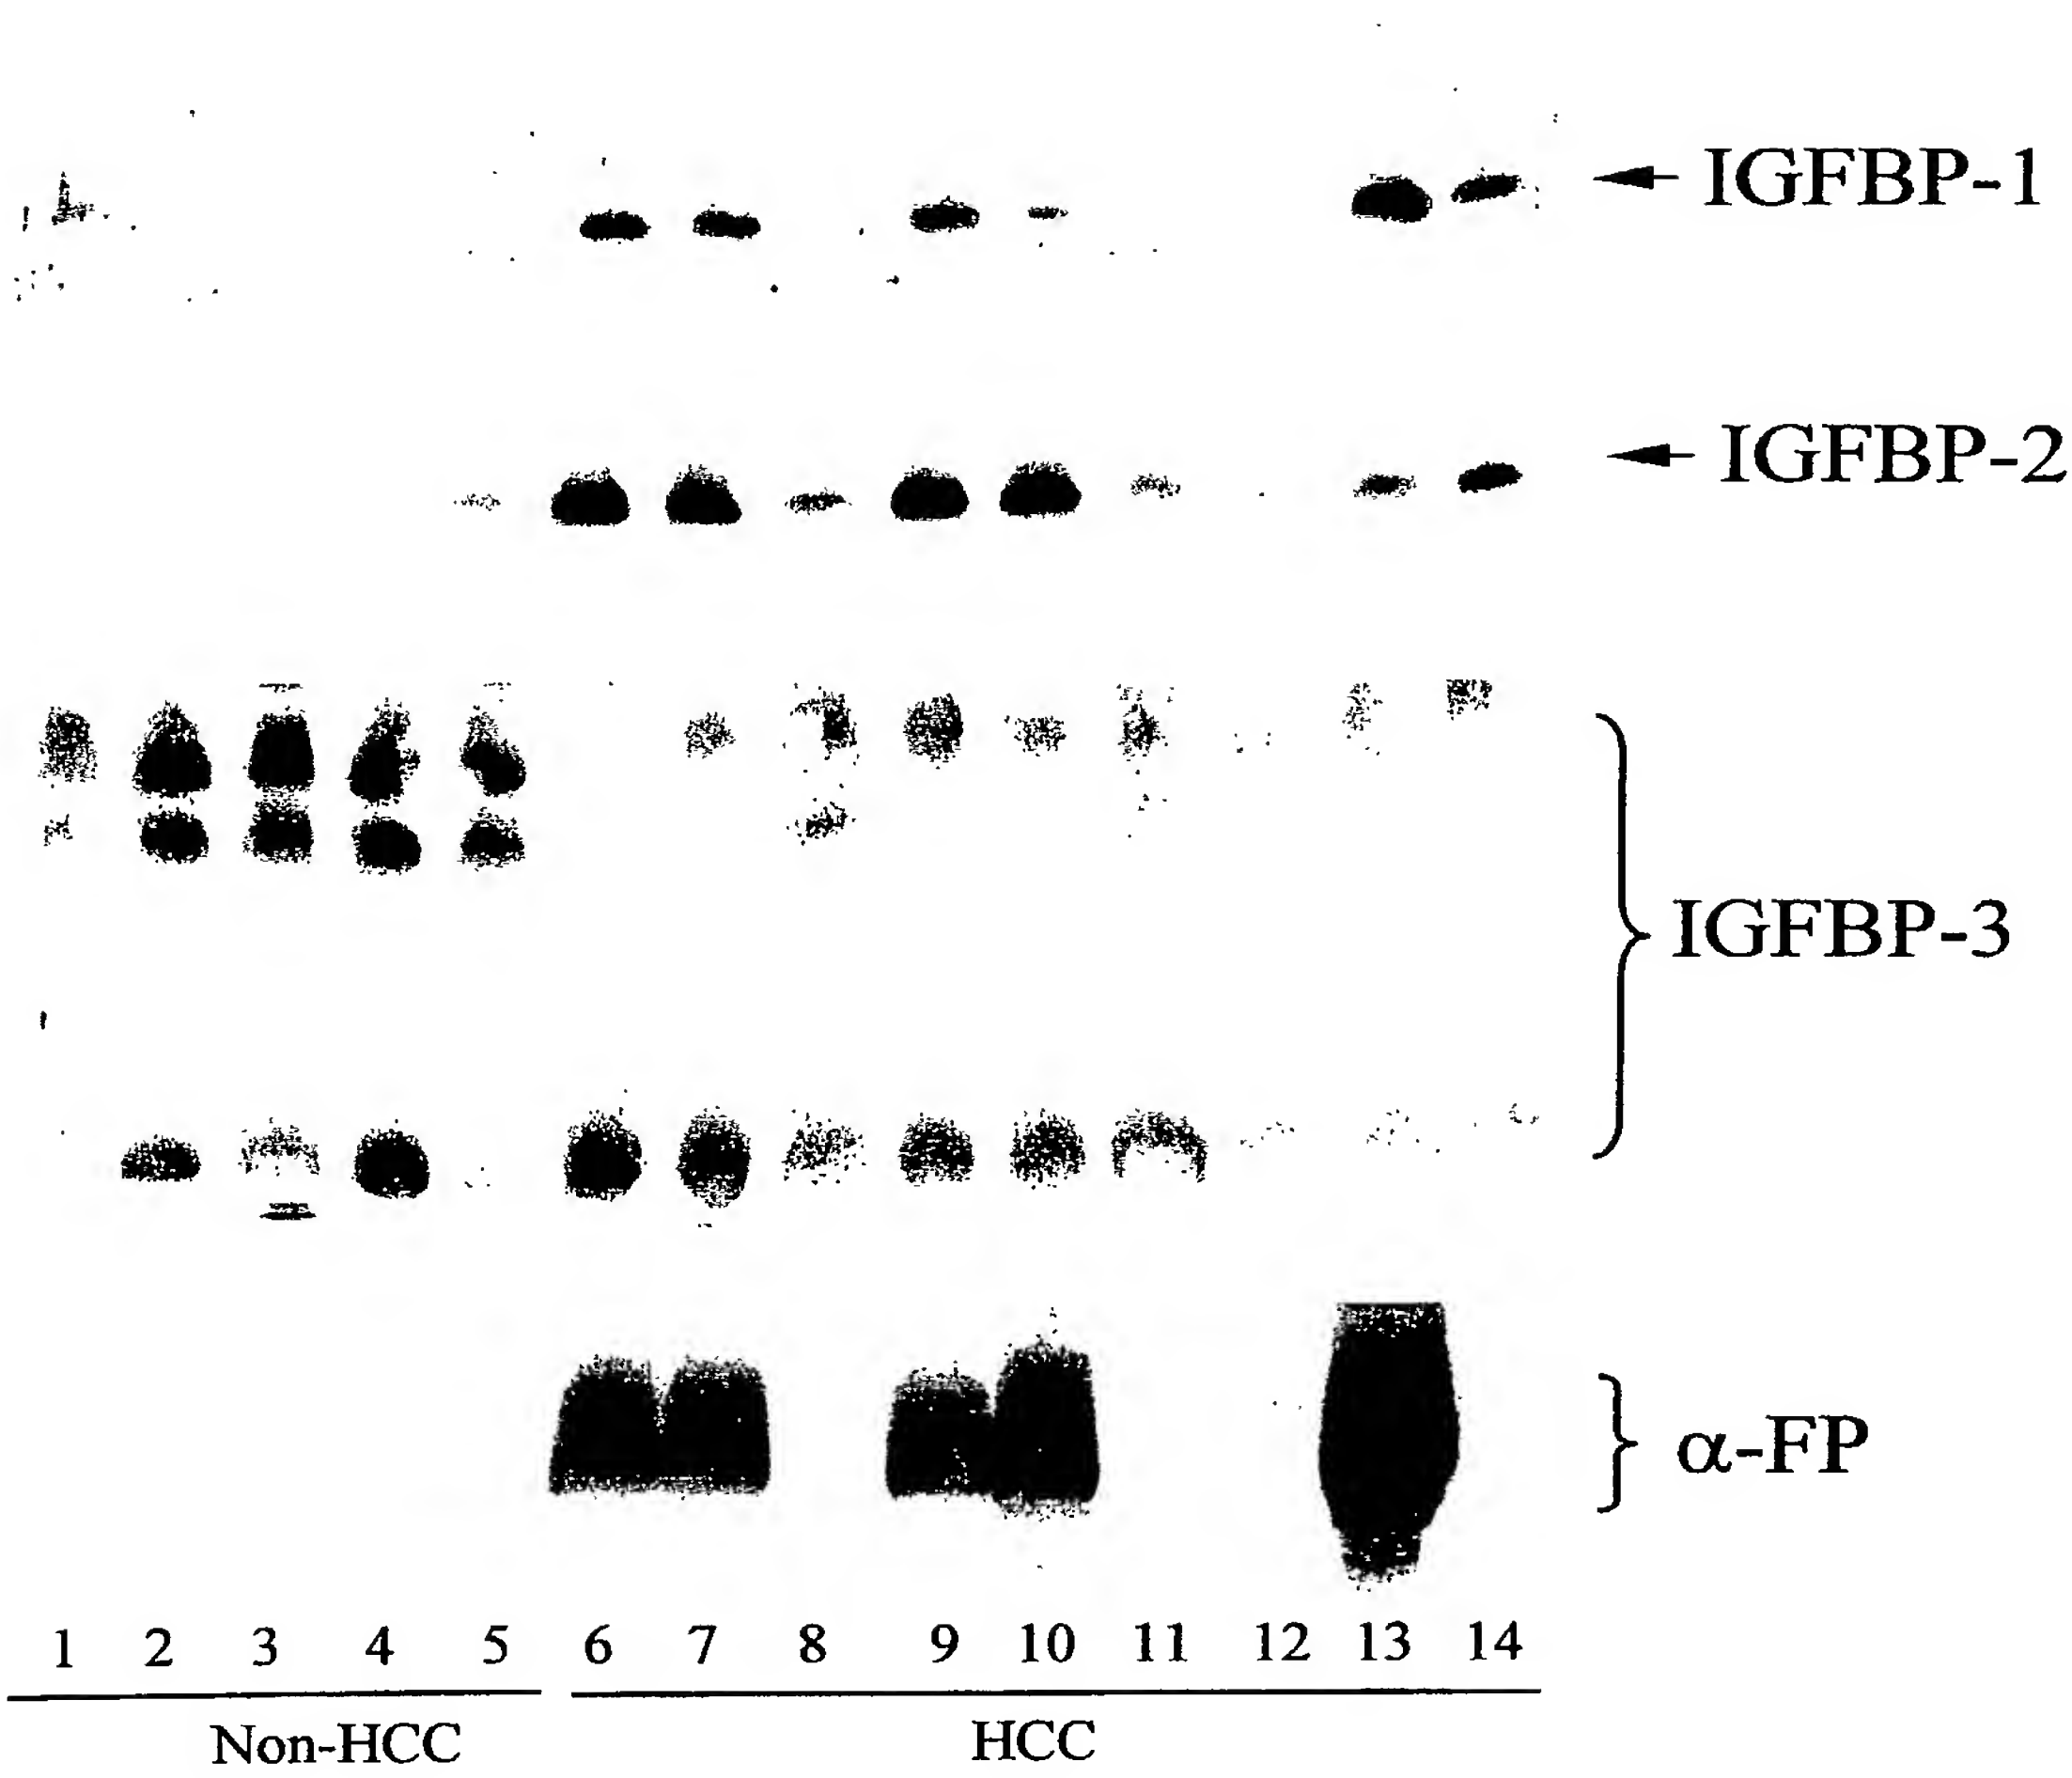 IGFBP-1
IGFBP-2
IGFBP-3
α-FP
1 2 3 4 5 6 7 8 9 10 11 12 13 14
Non-HCC HCC